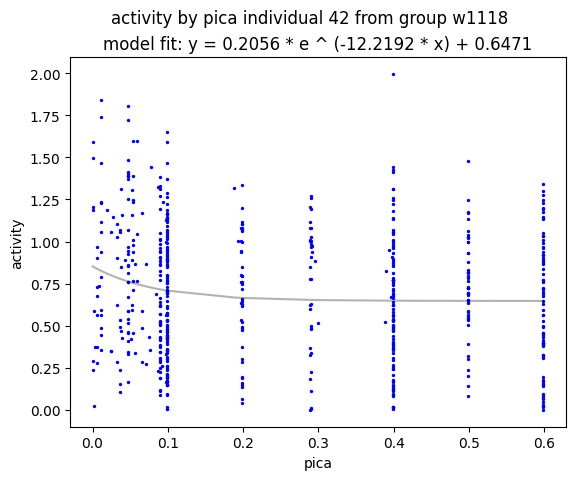 activity by pica individual 42 from group w1118
model fit: y = 0.2056 * e ^ (-12.2192 * x) + 0.6471
2.00
1.75
1.50
1.25
1.00
0.75
0.50
0.25
0.00
activity
0.0 0.1 0.2 0.3 0.4 0.5 0.6
pica